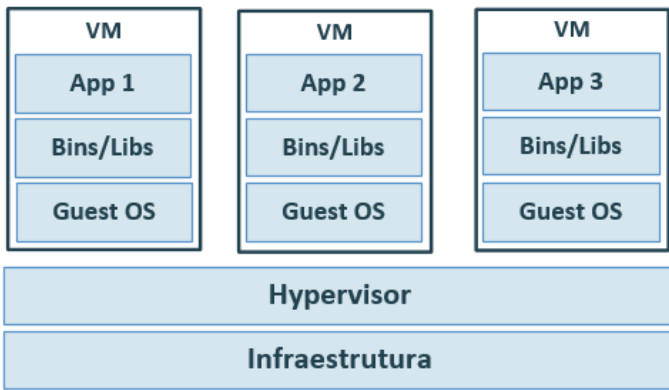 VM
App 1
Bins/Libs
Guest OS
VM
App 2
Bins/Libs
Guest OS
VM
App 3
Bins/Libs
Guest OS
Hypervisor
Infraestrutura